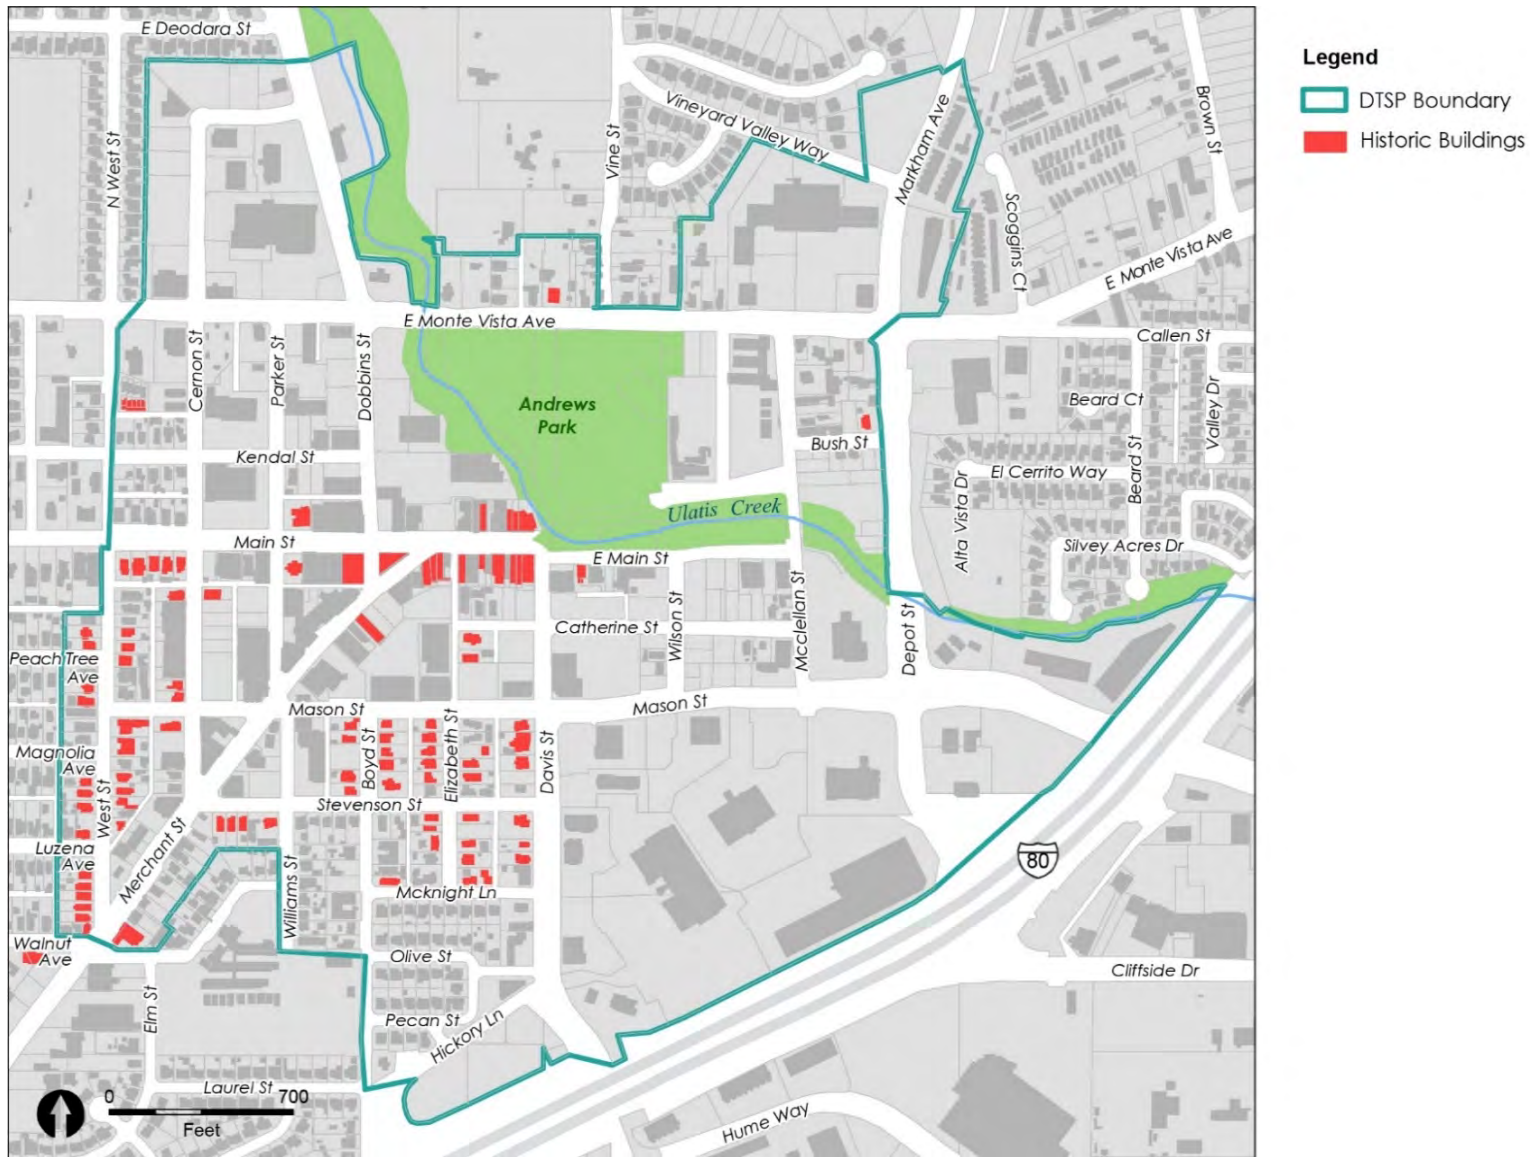 E Deodara St
Legend
DTSP Boundary
Historic Buildings
N West St
Vine St
Vineyard Valley Way
Markham Ave
Brown St
Scoggins Ct
E Monte Vista Ave
E Monte Vista Ave
Callen St
Cernon St
Parker St
Dobbins St
Andrews
Park
Beard Ct
Valley Dr
Kendal St
Bush St
El Cerrito Way
Beard St
Alta Vista Dr
Ulatis Creek
Main St
E Main St
Silvey Acres Dr
Catherine St
Wilson St
Mcclellan St
Depot St
Peach Tree
Ave
Mason St
Mason St
Magnolia
Ave
West St
Boyd St
Elizabeth St
Davis St
Stevenson St
Luzena
Ave
Merchant St
Williams St
Mcknight Ln
80
Walnut
Ave
Olive St
Cliffside Dr
Elm St
Pecan St
Hickory Ln
Laurel St
0 700
Feet
Hume Way